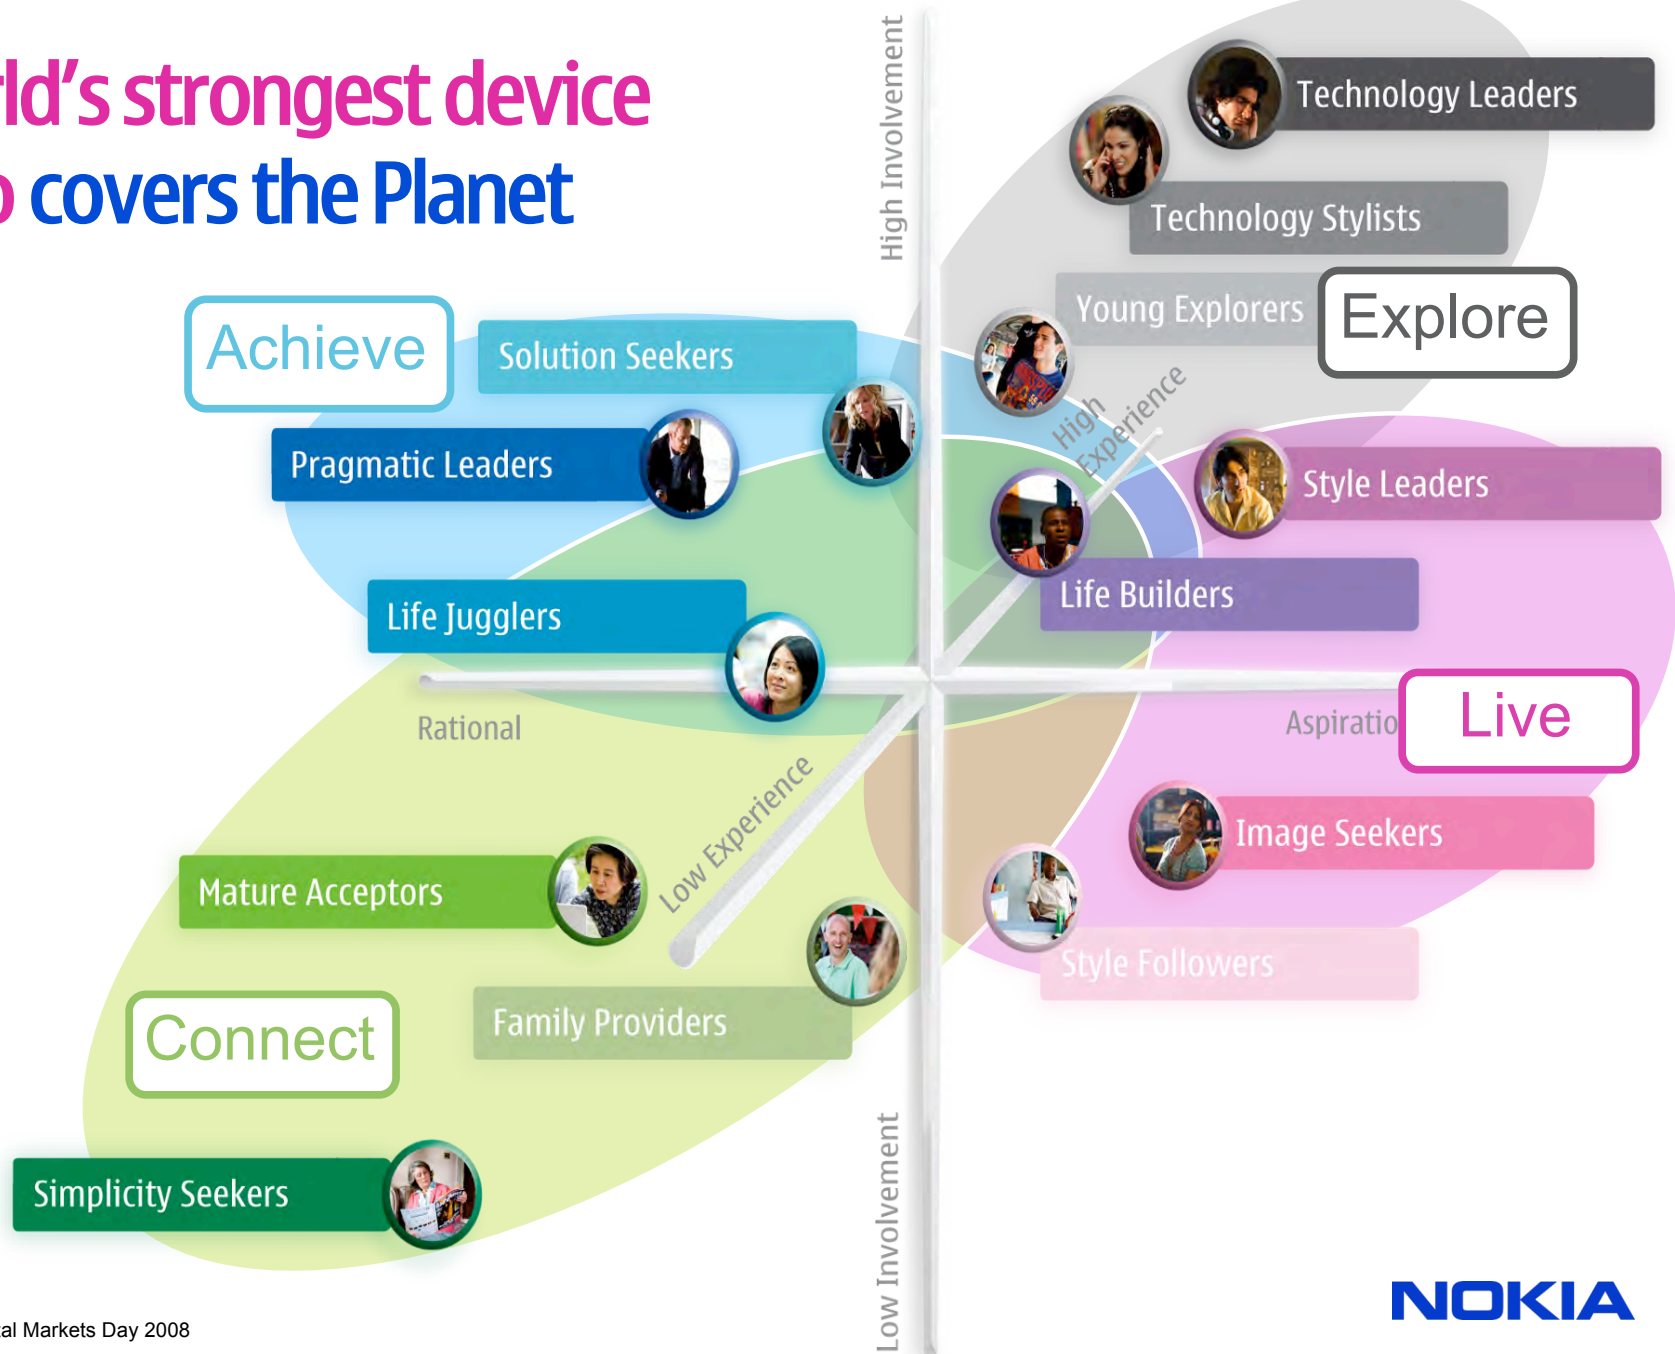 rld's strongest device
o covers the Planet
High Involvement
Technology Leaders
Technology Stylists
Young Explorers
Explore
Achieve
Solution Seekers
High
Experience
Pragmatic Leaders
Style Leaders
Life Jugglers
Life Builders
Rational
Aspiratio
Live
Low Experience
Image Seekers
Mature Acceptors
Style Followers
Family Providers
Connect
Simplicity Seekers
Low Involvement
NOKIA
tal Markets Day 2008